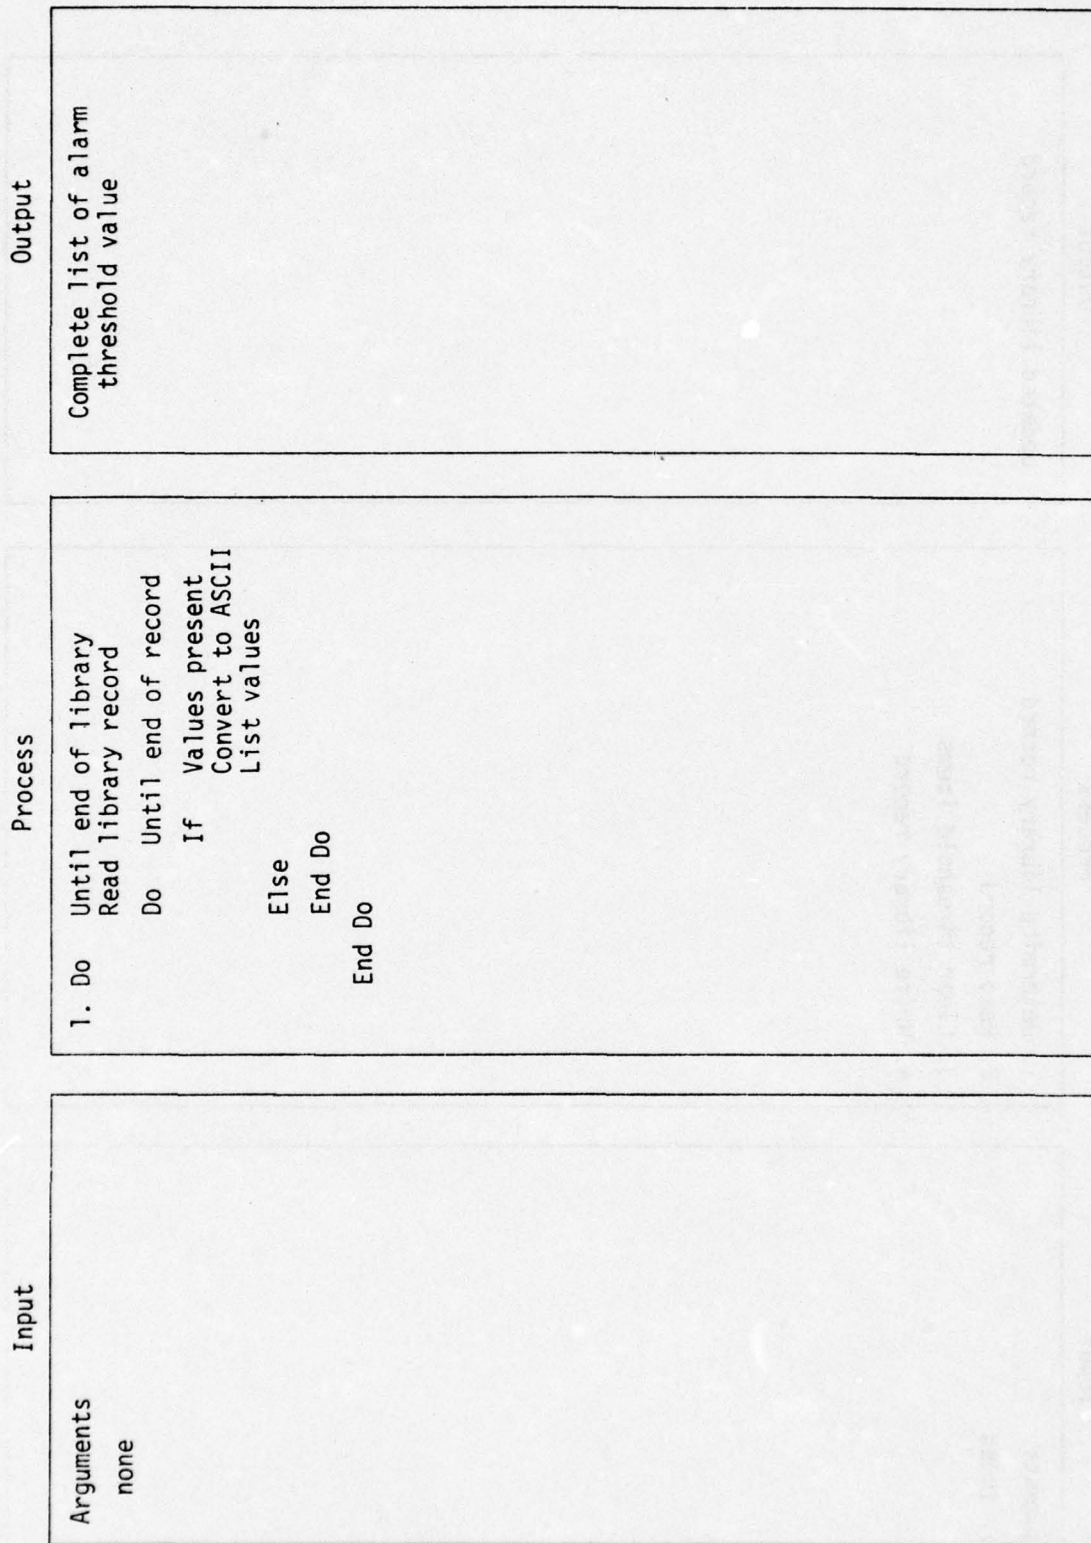 Input
Arguments
none
Process
1. Do Until end of library
Read library record
Do Until end of record
If Values present
Convert to ASCII
List values
Else
End Do
End Do
Output
Complete list of alarm
threshold value